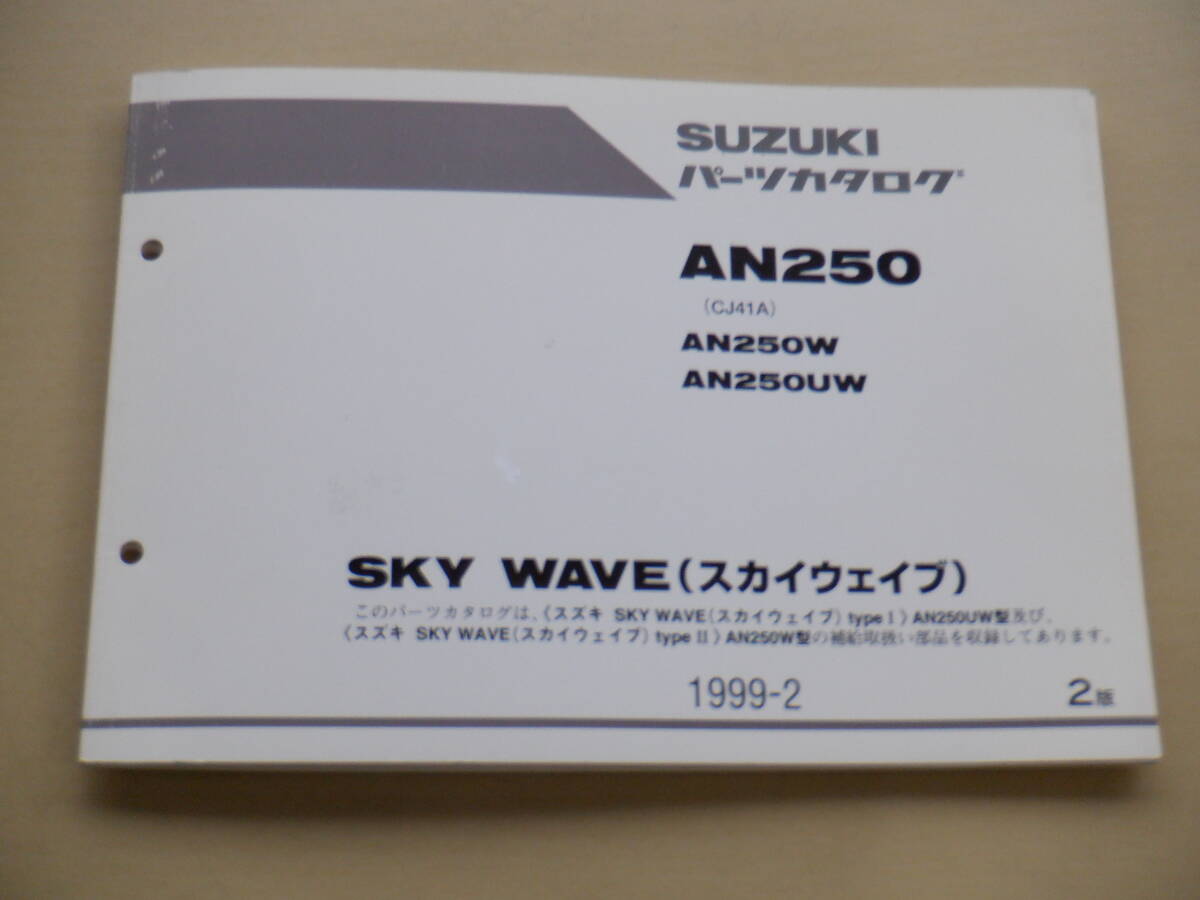 SUZUKI
パーツカタログ
AN250
(CJ41A)
AN250W
AN250UW
SKY WAVE(スカイウェイブ)
このパーツカタログは、《スズキ SKY WAVE(スカイウェイブ) type I》AN250UW型及び、
《スズキ SKY WAVE(スカイウェイブ) type II》AN250W型の補給取扱い部品を収録してあります。
1999-2
2版